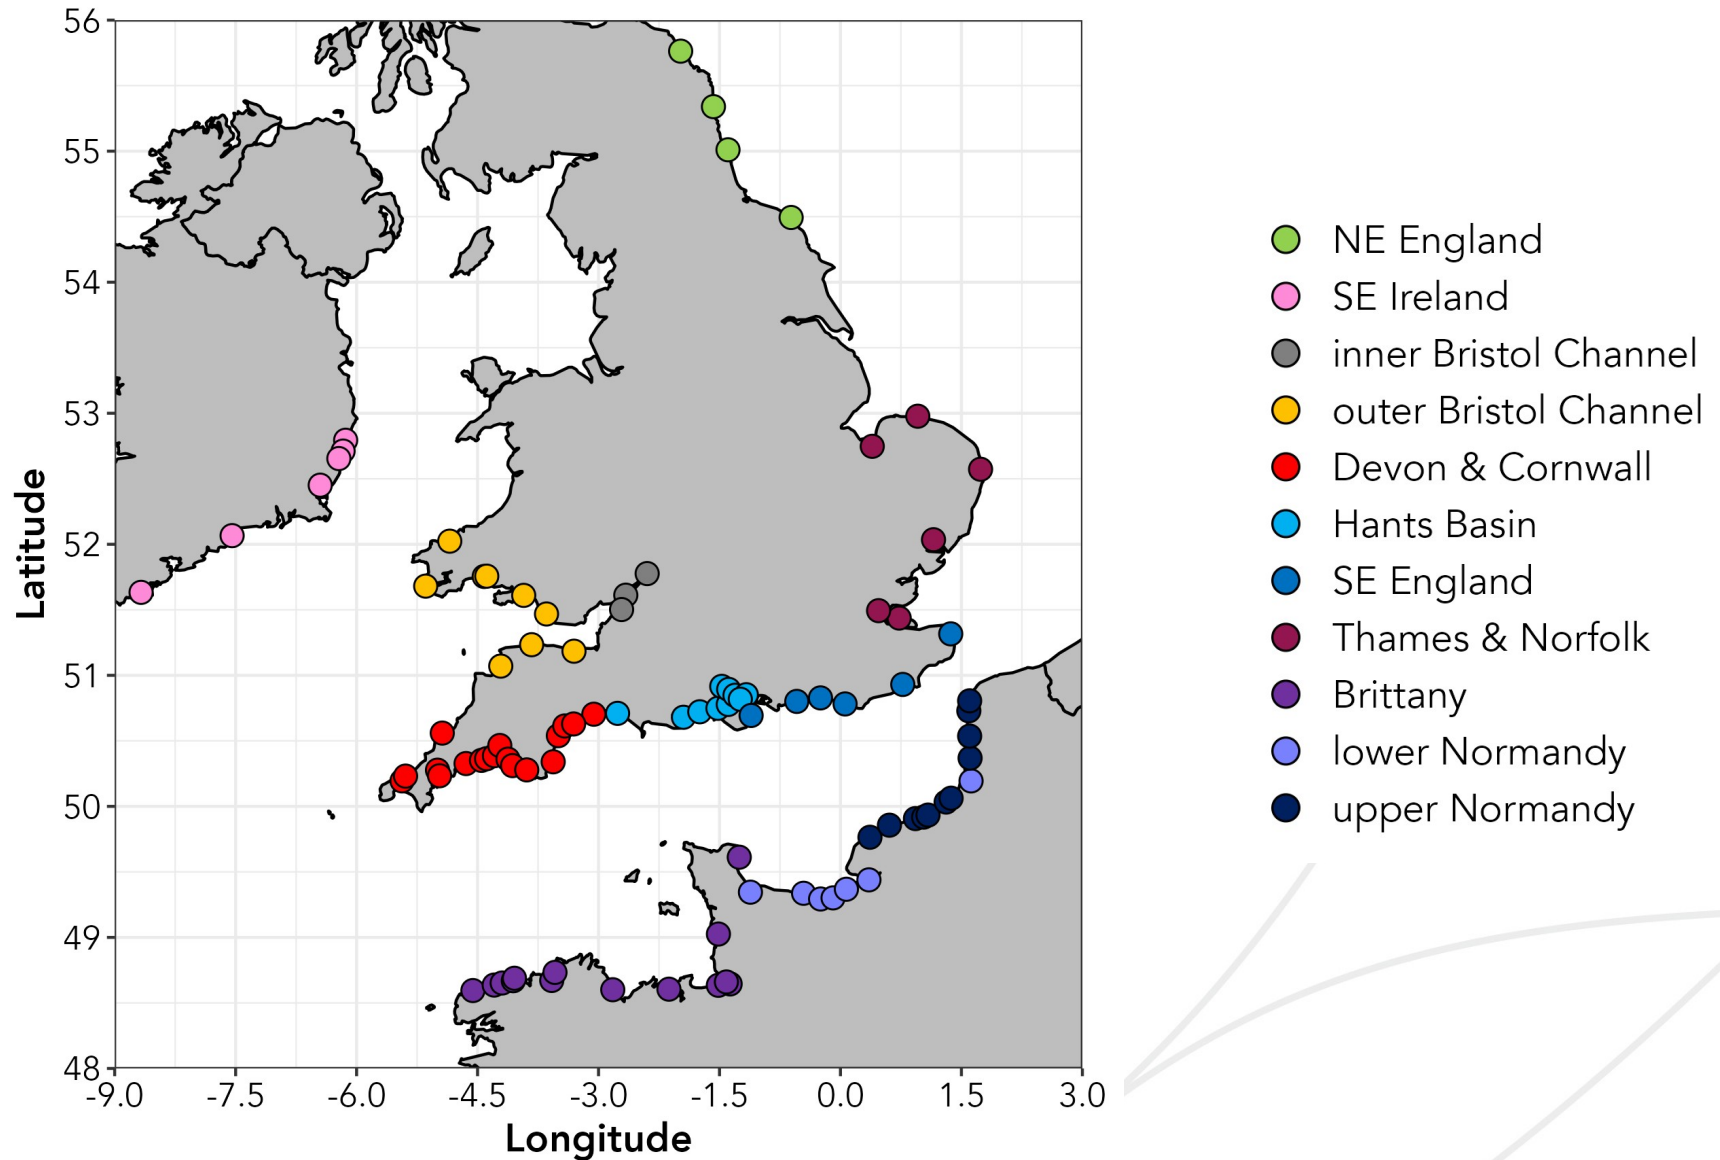 56
55
54
53
52
51
50
49
48
Latitude
-9.0 -7.5 -6.0 -4.5 -3.0 -1.5 0.0 1.5 3.0
Longitude
NE England
SE Ireland
inner Bristol Channel
outer Bristol Channel
Devon & Cornwall
Hants Basin
SE England
Thames & Norfolk
Brittany
lower Normandy
upper Normandy